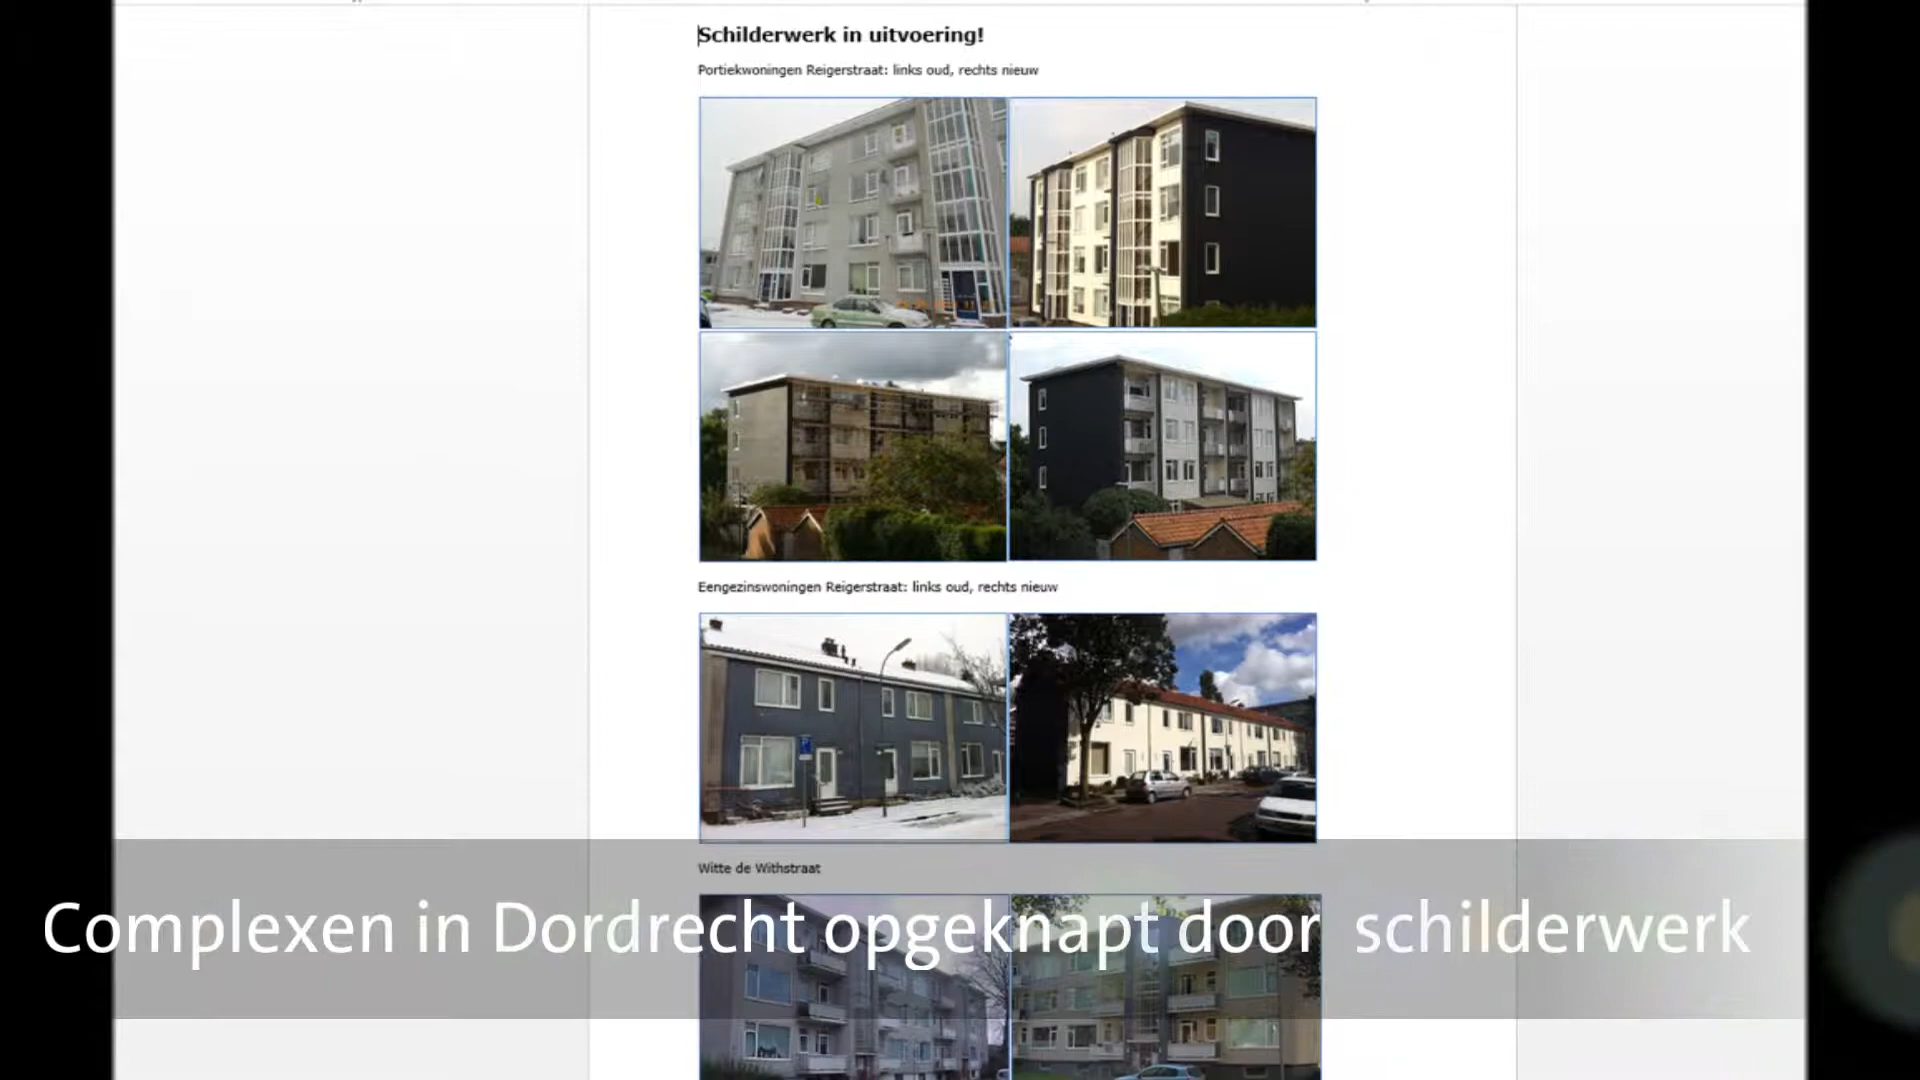 Schilderwerk in uitvoering!
Portiekwoningen Reigerstraat: links oud, rechts nieuw
Eengezinswoningen Reigerstraat: links oud, rechts nieuw
Witte de Withstraat
Complexen in Dordrecht opgeknapt door schilderwerk